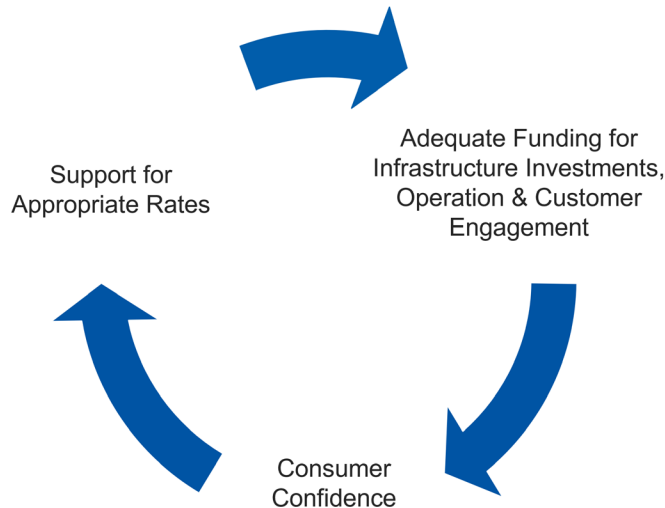 Support for
Appropriate Rates
Adequate Funding for
Infrastructure Investments,
Operation & Customer
Engagement
Consumer
Confidence